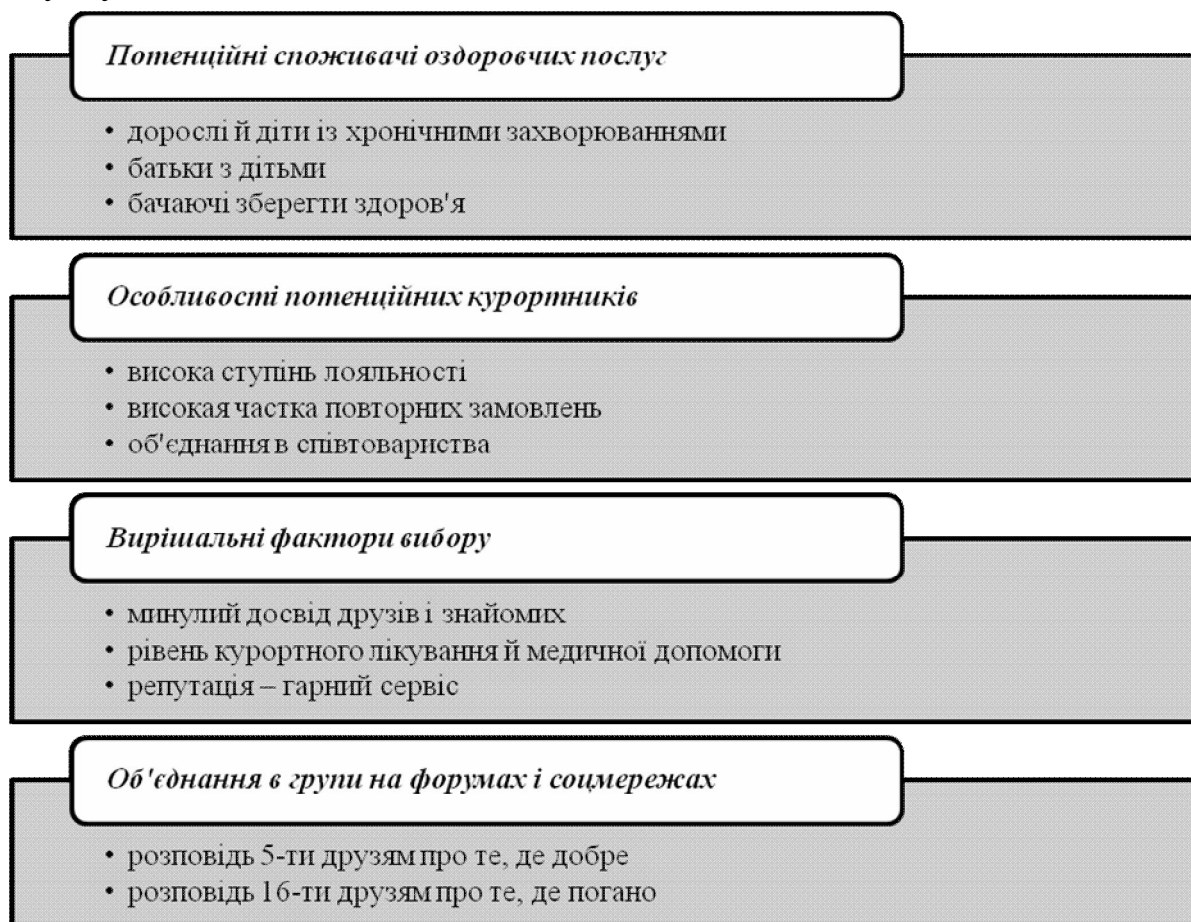 Потенційні споживачі оздоровчих послуг
• дорослі й діти із хронічними захворюваннями
• батьки з дітьми
• бачаючі зберегти здоров'я
Особливості потенційних курортників
• висока ступінь лояльності
• високая частка повторних замовлень
• об'єднання в співтовариства
Вирішальні фактори вибору
• минулий досвід друзів і знайомих
• рівень курортного лікування й медичної допомоги
• репутація – гарний сервіс
Об'єднання в групи на форумах і соцмережах
• розповідь 5-ти друзям про те, де добре
• розповідь 16-ти друзям про те, де погано